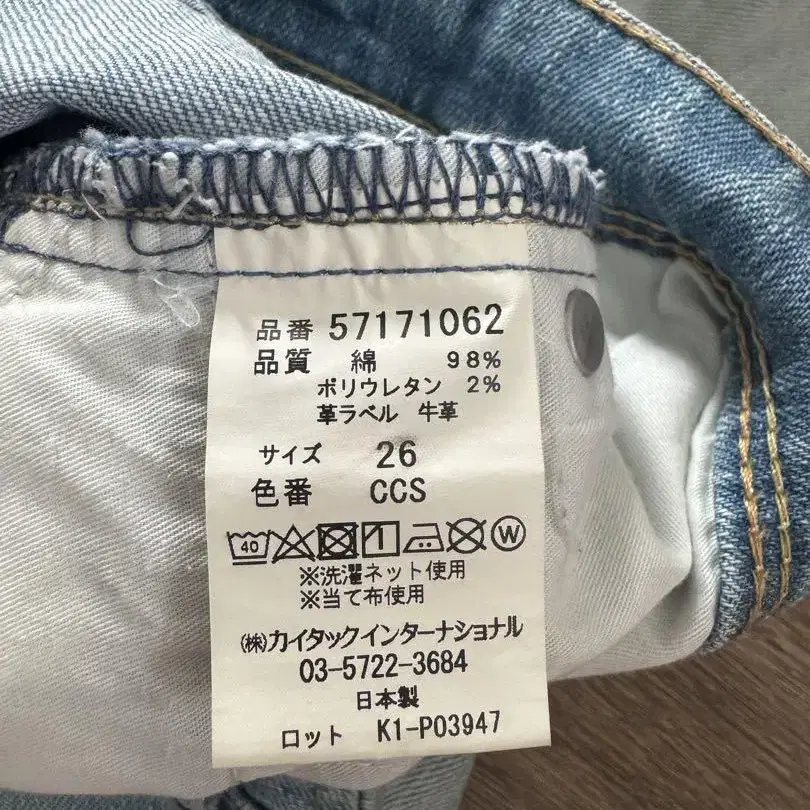 品番 57171062
品質 綿 98%
ポリウレタン 2%
革ラベル 牛革
サイズ 26
色番 CCS
40 W
※洗濯ネット使用
※当て布使用
㈱カイタックインターナショナル
03-5722-3684
日本製
ロット K1-P03947